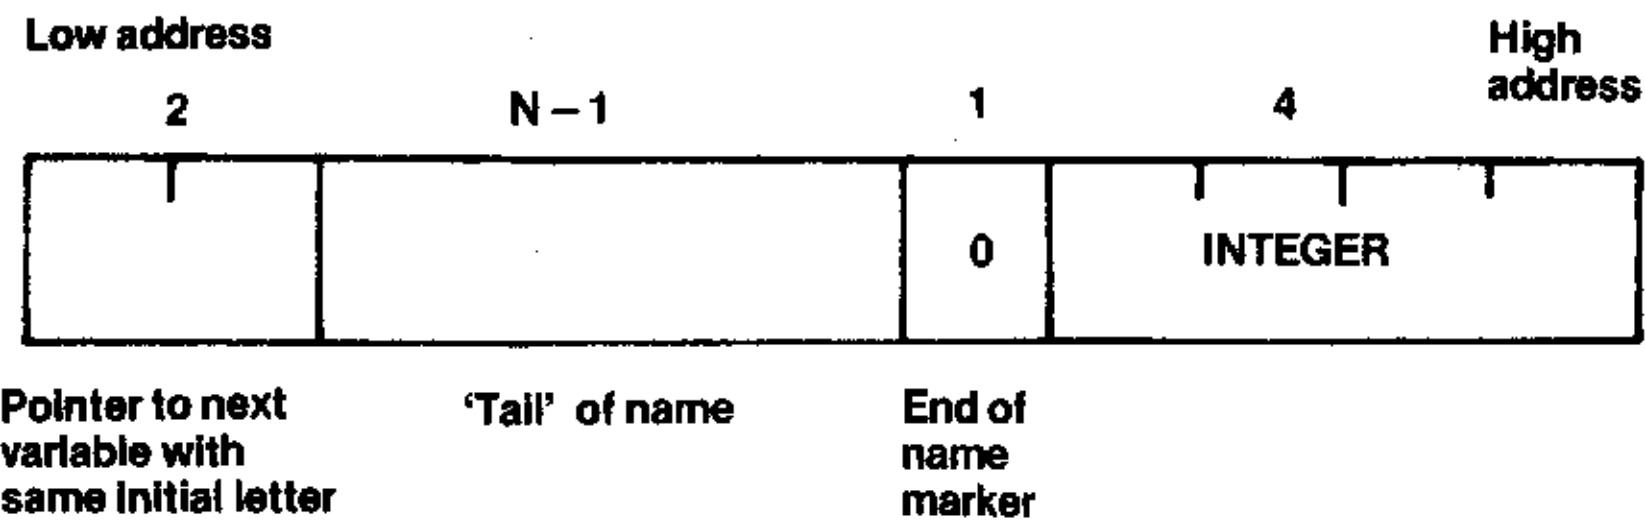 Low address
High
address
2
N – 1
1
4
0
INTEGER
Pointer to next
variable with
same initial letter
‘Tail’ of name
End of
name
marker